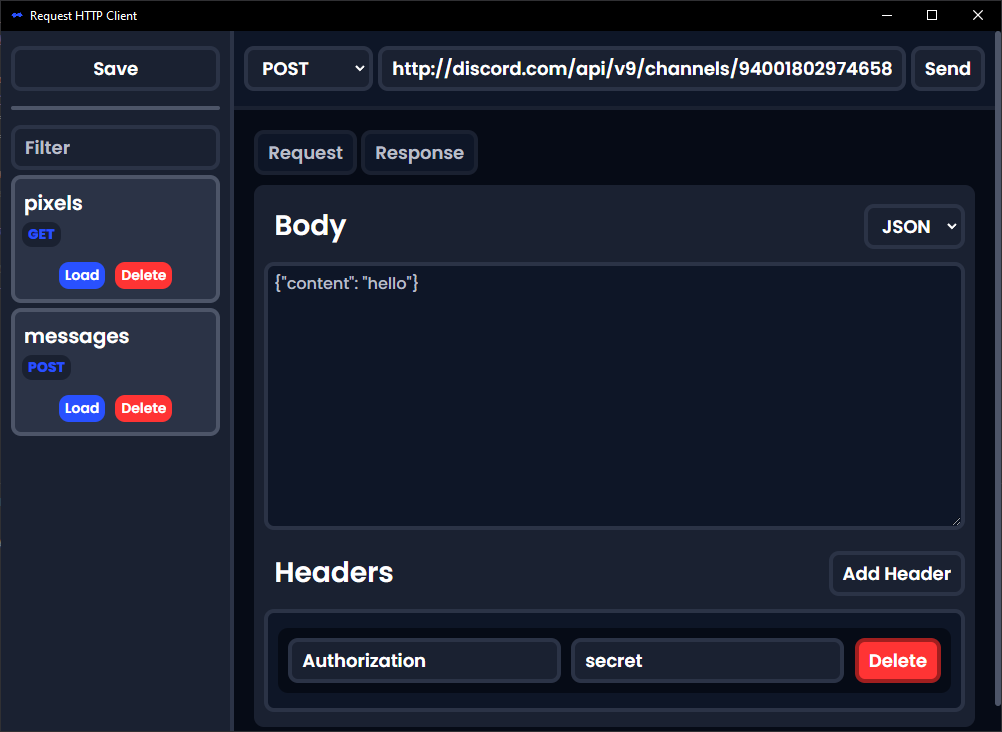 Request HTTP Client
Save
POST
http://discord.com/api/v9/channels/94001802974658
Send
Filter
pixels
GET
Load
Delete
messages
POST
Load
Delete
Request
Response
Body
JSON
{"content": "hello"}
Headers
Add Header
Authorization
secret
Delete